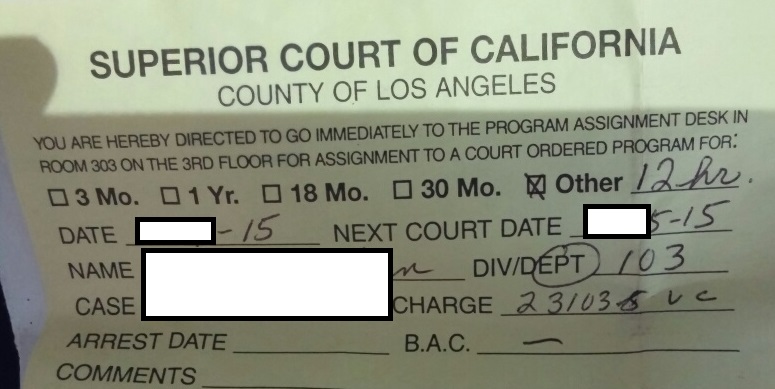 SUPERIOR COURT OF CALIFORNIA
COUNTY OF LOS ANGELES
YOU ARE HEREBY DIRECTED TO GO IMMEDIATELY TO THE PROGRAM ASSIGNMENT DESK IN
ROOM 303 ON THE 3RD FLOOR FOR ASSIGNMENT TO A COURT ORDERED PROGRAM FOR:
☐ 3 Mo. ☐ 1 Yr. ☐ 18 Mo. ☐ 30 Mo. ☒ Other 12 hr.
DATE -15 NEXT COURT DATE 5-15
NAME DIV/DEPT 103
CASE CHARGE VC
ARREST DATE B.A.C. —
COMMENTS